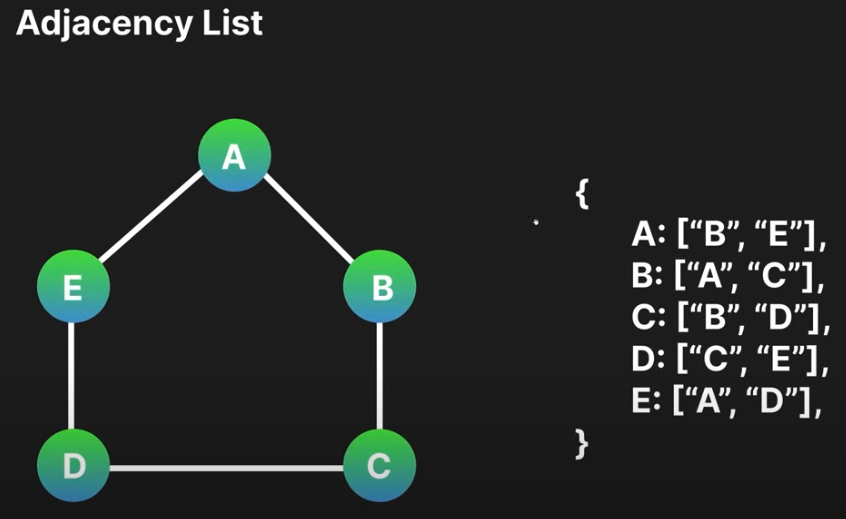 Adjacency List
A
E
B
D
C
{
A: [“B”, “E”],
B: [“A”, “C”],
C: [“B”, “D”],
D: [“C”, “E”],
E: [“A”, “D”],
}